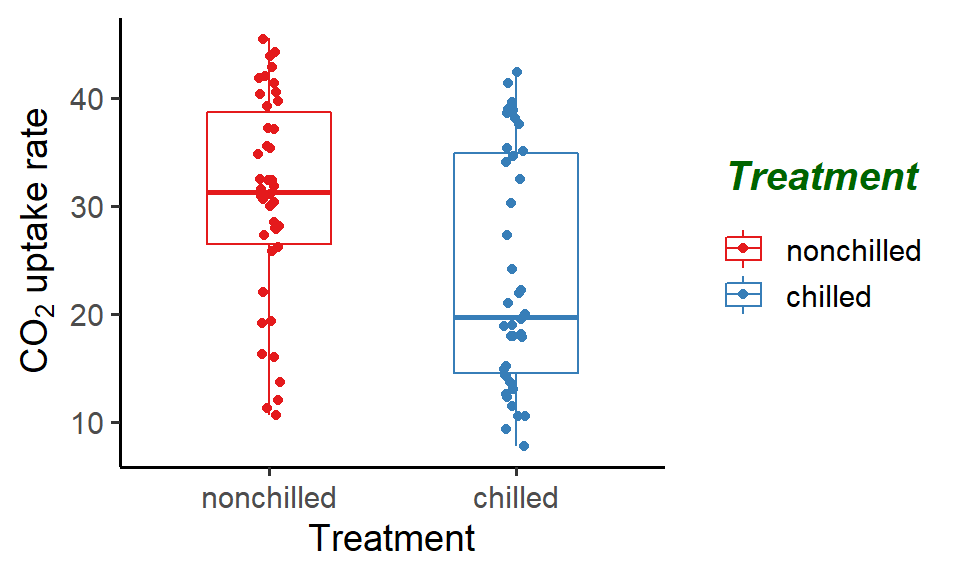 CO₂ uptake rate
40
30
20
10
nonchilled
chilled
Treatment
Treatment
nonchilled
chilled